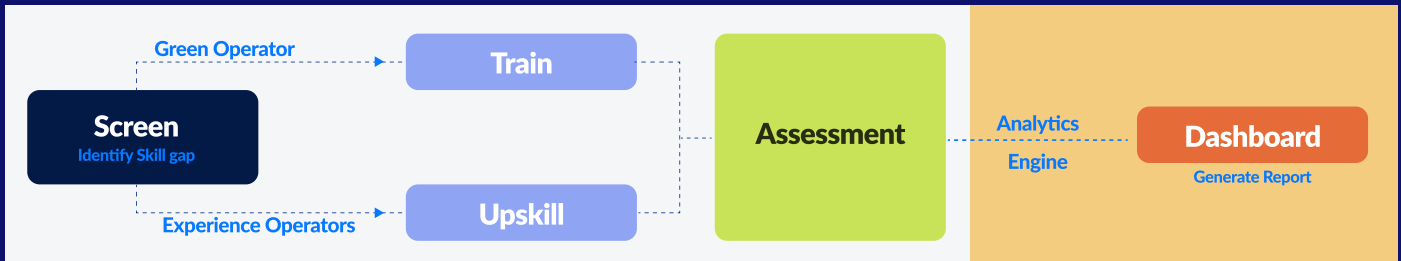 Green Operator
Train
Screen
Identify Skill gap
Experience Operators
Upskill
Assessment
Analytics
Engine
Dashboard
Generate Report